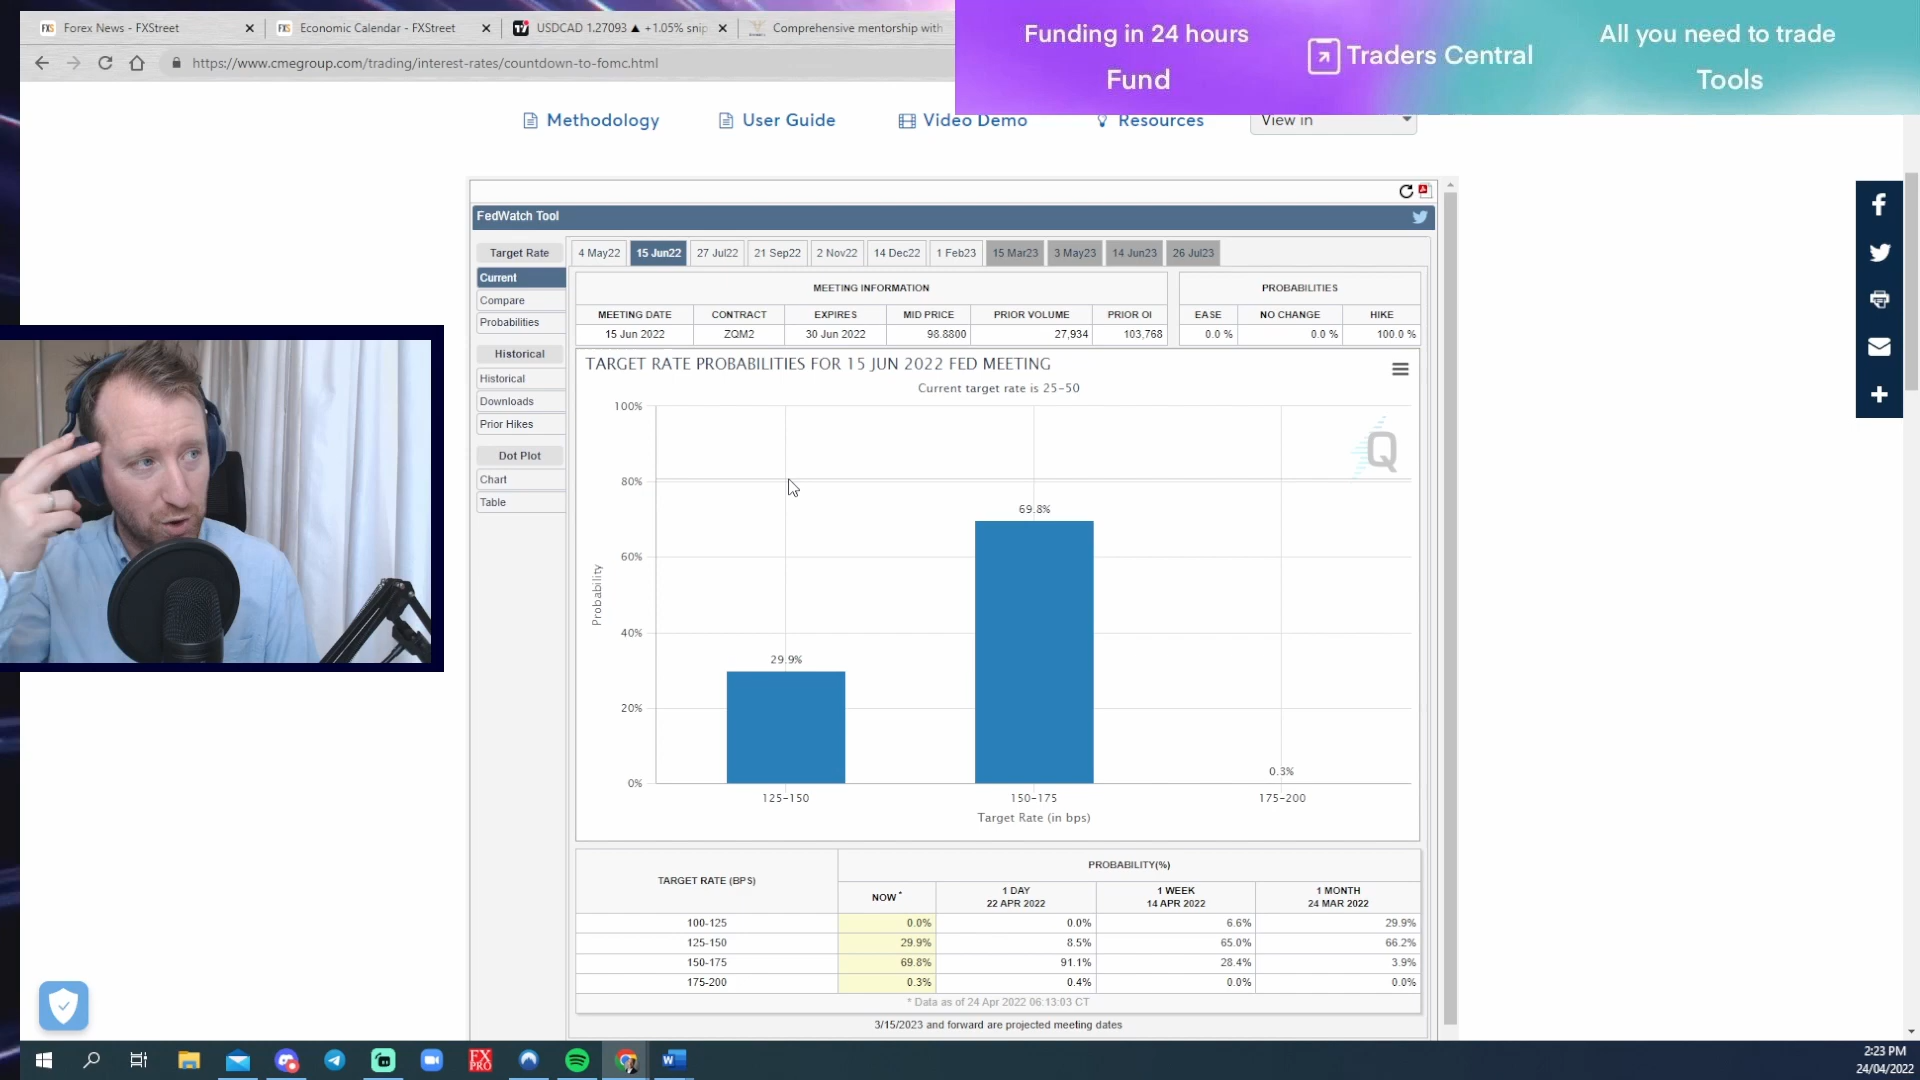 Forex News - FXStreet
Economic Calendar - FXStreet
USDCAD 1.27093 ▲ +1.05% snip
Comprehensive mentorship with
https://www.cmegroup.com/trading/interest-rates/countdown-to-fomc.html
Funding in 24 hours
Fund
Traders Central
All you need to trade
Tools
Methodology
User Guide
Video Demo
Resources
View in
FedWatch Tool
Target Rate
Current
Compare
Probabilities
Historical
Historical
Downloads
Prior Hikes
Dot Plot
Chart
Table
4 May22 15 Jun22 27 Jul22 21 Sep22 2 Nov22 14 Dec22 1 Feb23 15 Mar23 3 May23 14 Jun23 26 Jul23
MEETING INFORMATION
MEETING DATE CONTRACT EXPIRES MID PRICE PRIOR VOLUME PRIOR OI
15 Jun 2022 ZQM2 30 Jun 2022 98.8800 27,934 103,768
PROBABILITIES
EASE NO CHANGE HIKE
0.0 % 0.0 % 100.0 %
TARGET RATE PROBABILITIES FOR 15 JUN 2022 FED MEETING
Current target rate is 25-50
Q
100%
80%
60%
40%
20%
0%
Probability
29.9%
69.8%
0.3%
125-150
150-175
175-200
Target Rate (in bps)
TARGET RATE (BPS)
PROBABILITY(%)
NOW *
1 DAY
22 APR 2022
1 WEEK
14 APR 2022
1 MONTH
24 MAR 2022
100-125 0.0% 0.0% 6.6% 29.9%
125-150 29.9% 8.5% 65.0% 66.2%
150-175 69.8% 91.1% 28.4% 3.9%
175-200 0.3% 0.4% 0.0% 0.0%
* Data as of 24 Apr 2022 06:13:03 CT
3/15/2023 and forward are projected meeting dates
FX
PRO
W
2:23 PM
24/04/2022